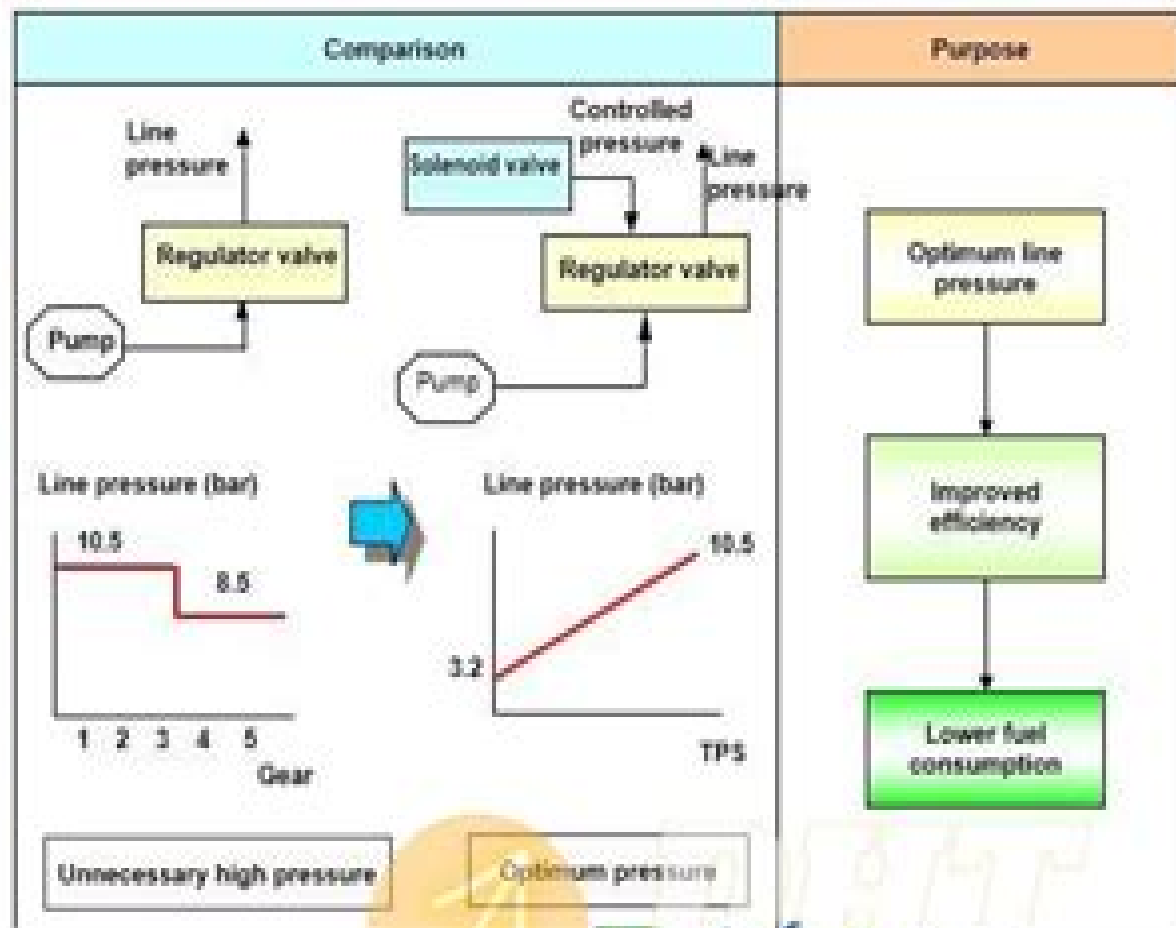 Comparison
Purpose
Line
pressure
Regulator valve
Pump
Solenoid valve
Controlled
pressure
Line
pressure
Regulator valve
Pump
Line pressure (bar)
10.5
8.5
1 2 3 4 5
Gear
Line pressure (bar)
10.5
3.2
TPS
Unnecessary high pressure
Optimum pressure
Optimum line
pressure
Improved
efficiency
Lower fuel
consumption